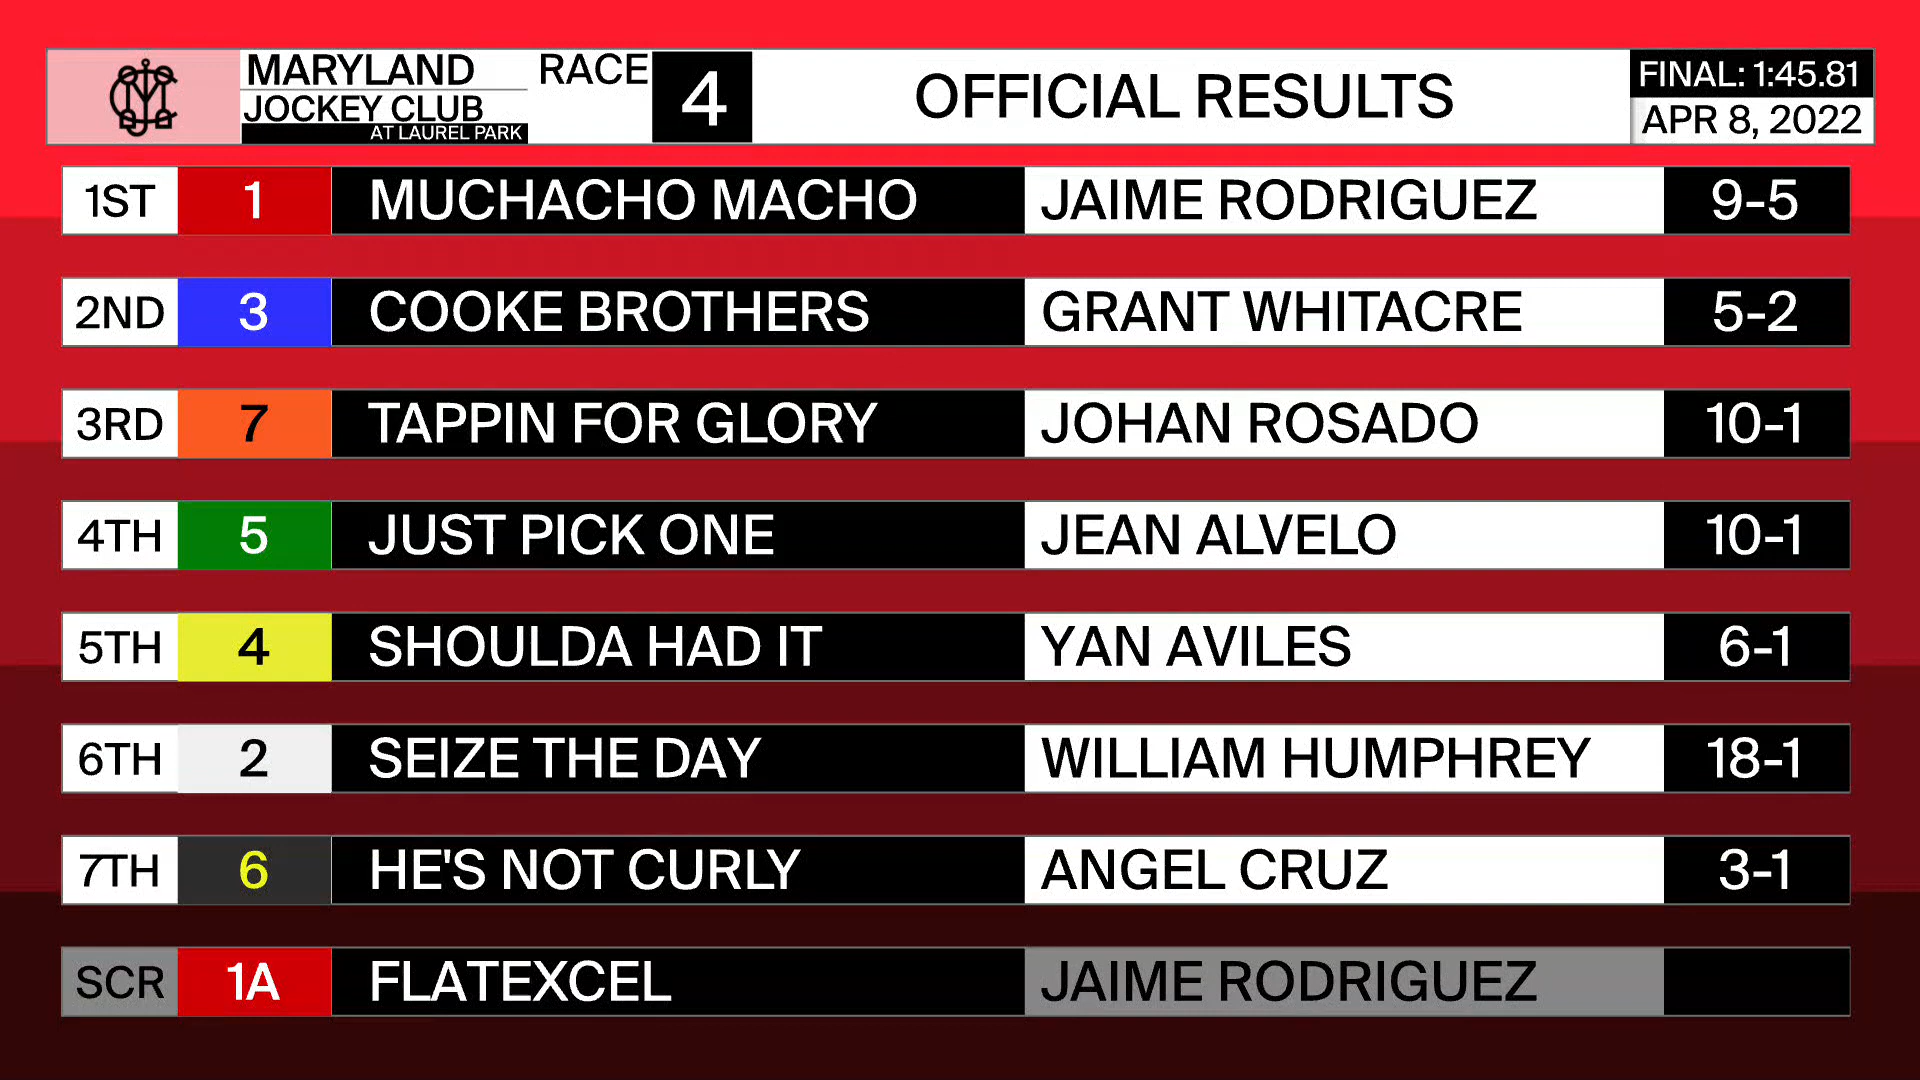 MARYLAND
JOCKEY CLUB
AT LAUREL PARK
RACE 4
OFFICIAL RESULTS
FINAL: 1:45.81
APR 8, 2022
1ST 1 MUCHACHO MACHO JAIME RODRIGUEZ 9-5
2ND 3 COOKE BROTHERS GRANT WHITACRE 5-2
3RD 7 TAPPIN FOR GLORY JOHAN ROSADO 10-1
4TH 5 JUST PICK ONE JEAN ALVELO 10-1
5TH 4 SHOULDA HAD IT YAN AVILES 6-1
6TH 2 SEIZE THE DAY WILLIAM HUMPHREY 18-1
7TH 6 HE'S NOT CURLY ANGEL CRUZ 3-1
SCR 1A FLATEXCEL JAIME RODRIGUEZ